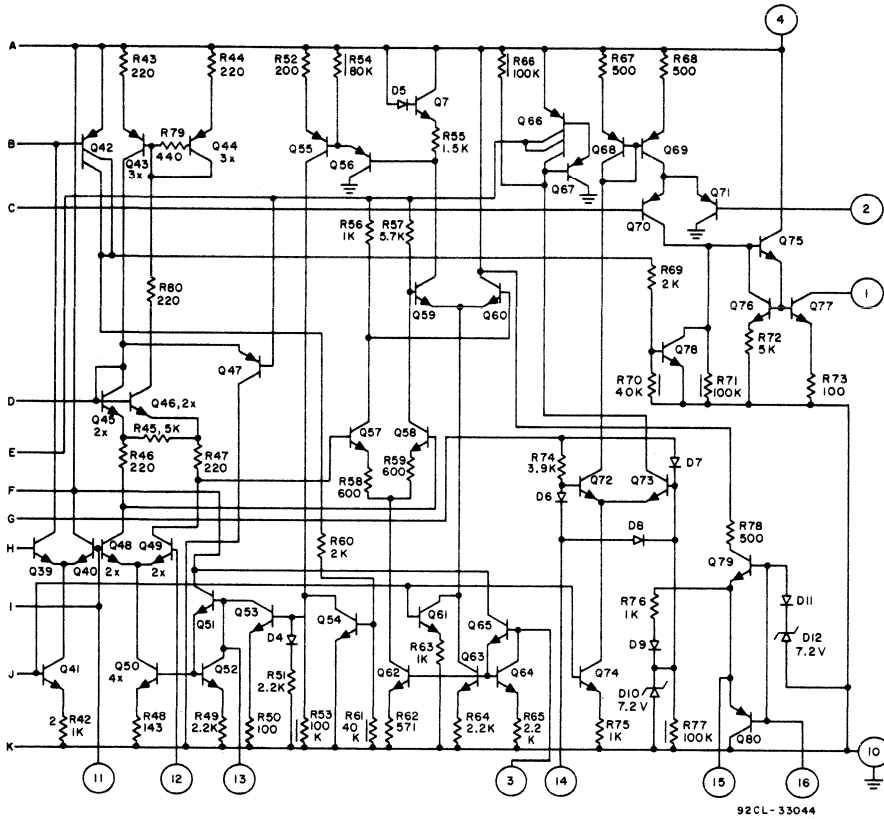 4
A
R43
220
R44
220
R52
200
R54
80K
D5
Q7
R66
100K
R67
500
R68
500
B
Q42
R79
440
Q43
3x
Q44
3x
Q55
Q56
R55
1.5K
Q66
Q67
Q68
Q69
Q71
C
2
R56
1K
R57
5.7K
Q70
Q75
R80
220
R69
2K
Q59
Q60
Q76
Q77
1
Q47
Q78
R72
5K
R70
40K
R71
100K
R73
100
D
Q45
2x
Q46,2x
R45,5K
Q57
Q58
R46
220
R47
220
E
R58
600
R59
600
R74
3.9K
D7
F
D6
Q72
Q73
G
D8
R78
500
H
Q48
2x
Q49
2x
R60
2K
Q39
Q40
Q79
I
Q51
Q53
D4
Q54
Q61
Q65
R76
1K
D11
D12
7.2V
R63
1K
D9
J
Q41
Q50
4x
Q52
R51
2.2K
Q62
Q63
Q64
Q74
D10
7.2V
2
R42
1K
R48
143
R49
2.2K
R50
100
R53
100
K
R61
40
K
R62
571
R64
2.2K
R65
2.2
K
R75
1K
R77
100K
Q80
K
11
12
13
3
14
15
16
10
92CL-33044